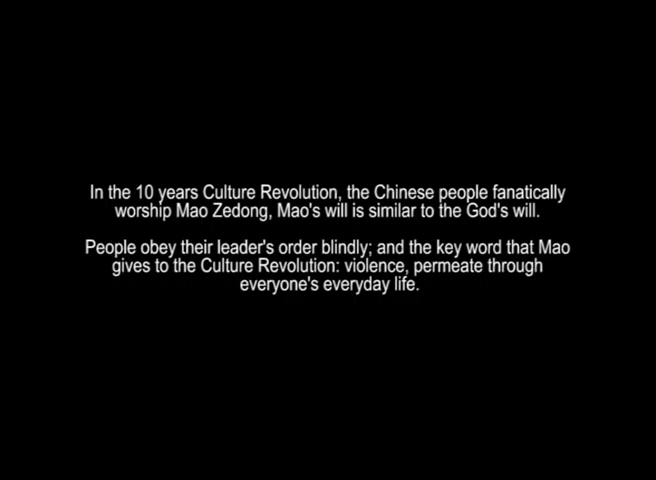 In the 10 years Culture Revolution, the Chinese people fanatically
worship Mao Zedong, Mao's will is similar to the God's will.
People obey their leader's order blindly; and the key word that Mao
gives to the Culture Revolution: violence, permeate through
everyone's everyday life.